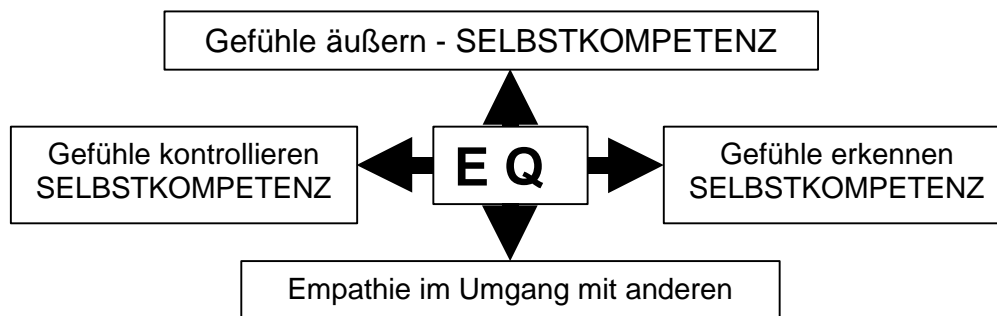 Gefühle äußern - SELBSTKOMPETENZ
Gefühle kontrollieren
SELBSTKOMPETENZ
E Q
Gefühle erkennen
SELBSTKOMPETENZ
Empathie im Umgang mit anderen